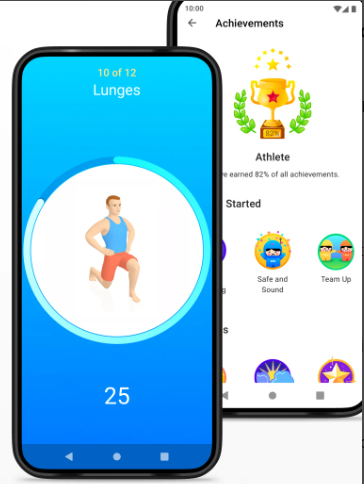 10 of 12
Lunges
25
10:00
Achievements
82%
Athlete
ve earned 82% of all achievements.
Started
g
Safe and
Sound
Team Up
s